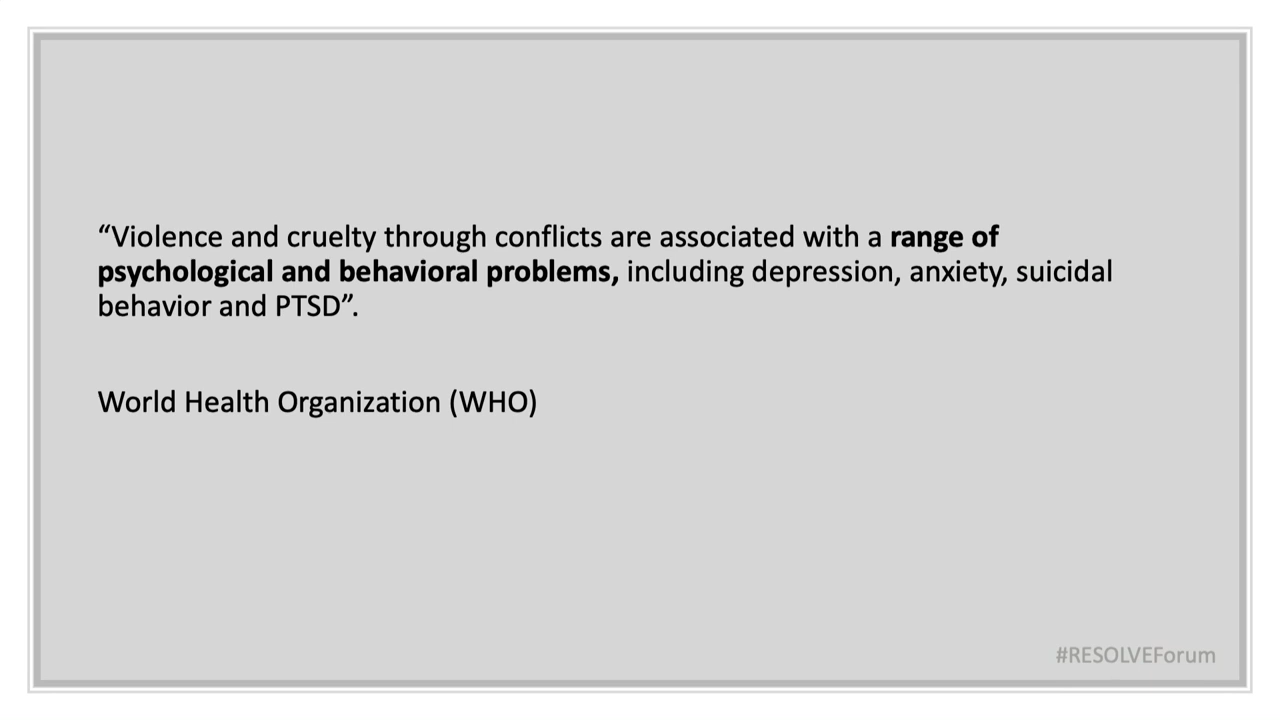 “Violence and cruelty through conflicts are associated with a range of
psychological and behavioral problems, including depression, anxiety, suicidal
behavior and PTSD”.
World Health Organization (WHO)
#RESOLVEForum